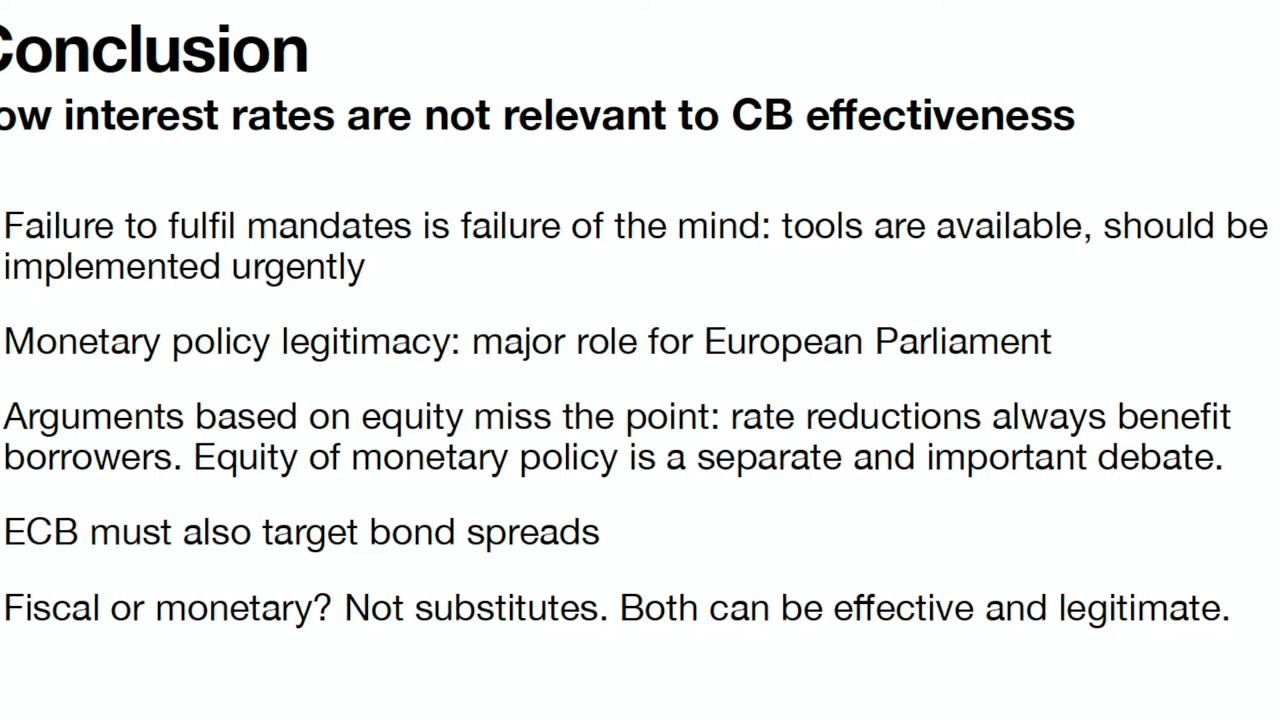 Conclusion
ow interest rates are not relevant to CB effectiveness
Failure to fulfil mandates is failure of the mind: tools are available, should be
implemented urgently
Monetary policy legitimacy: major role for European Parliament
Arguments based on equity miss the point: rate reductions always benefit
borrowers. Equity of monetary policy is a separate and important debate.
ECB must also target bond spreads
Fiscal or monetary? Not substitutes. Both can be effective and legitimate.